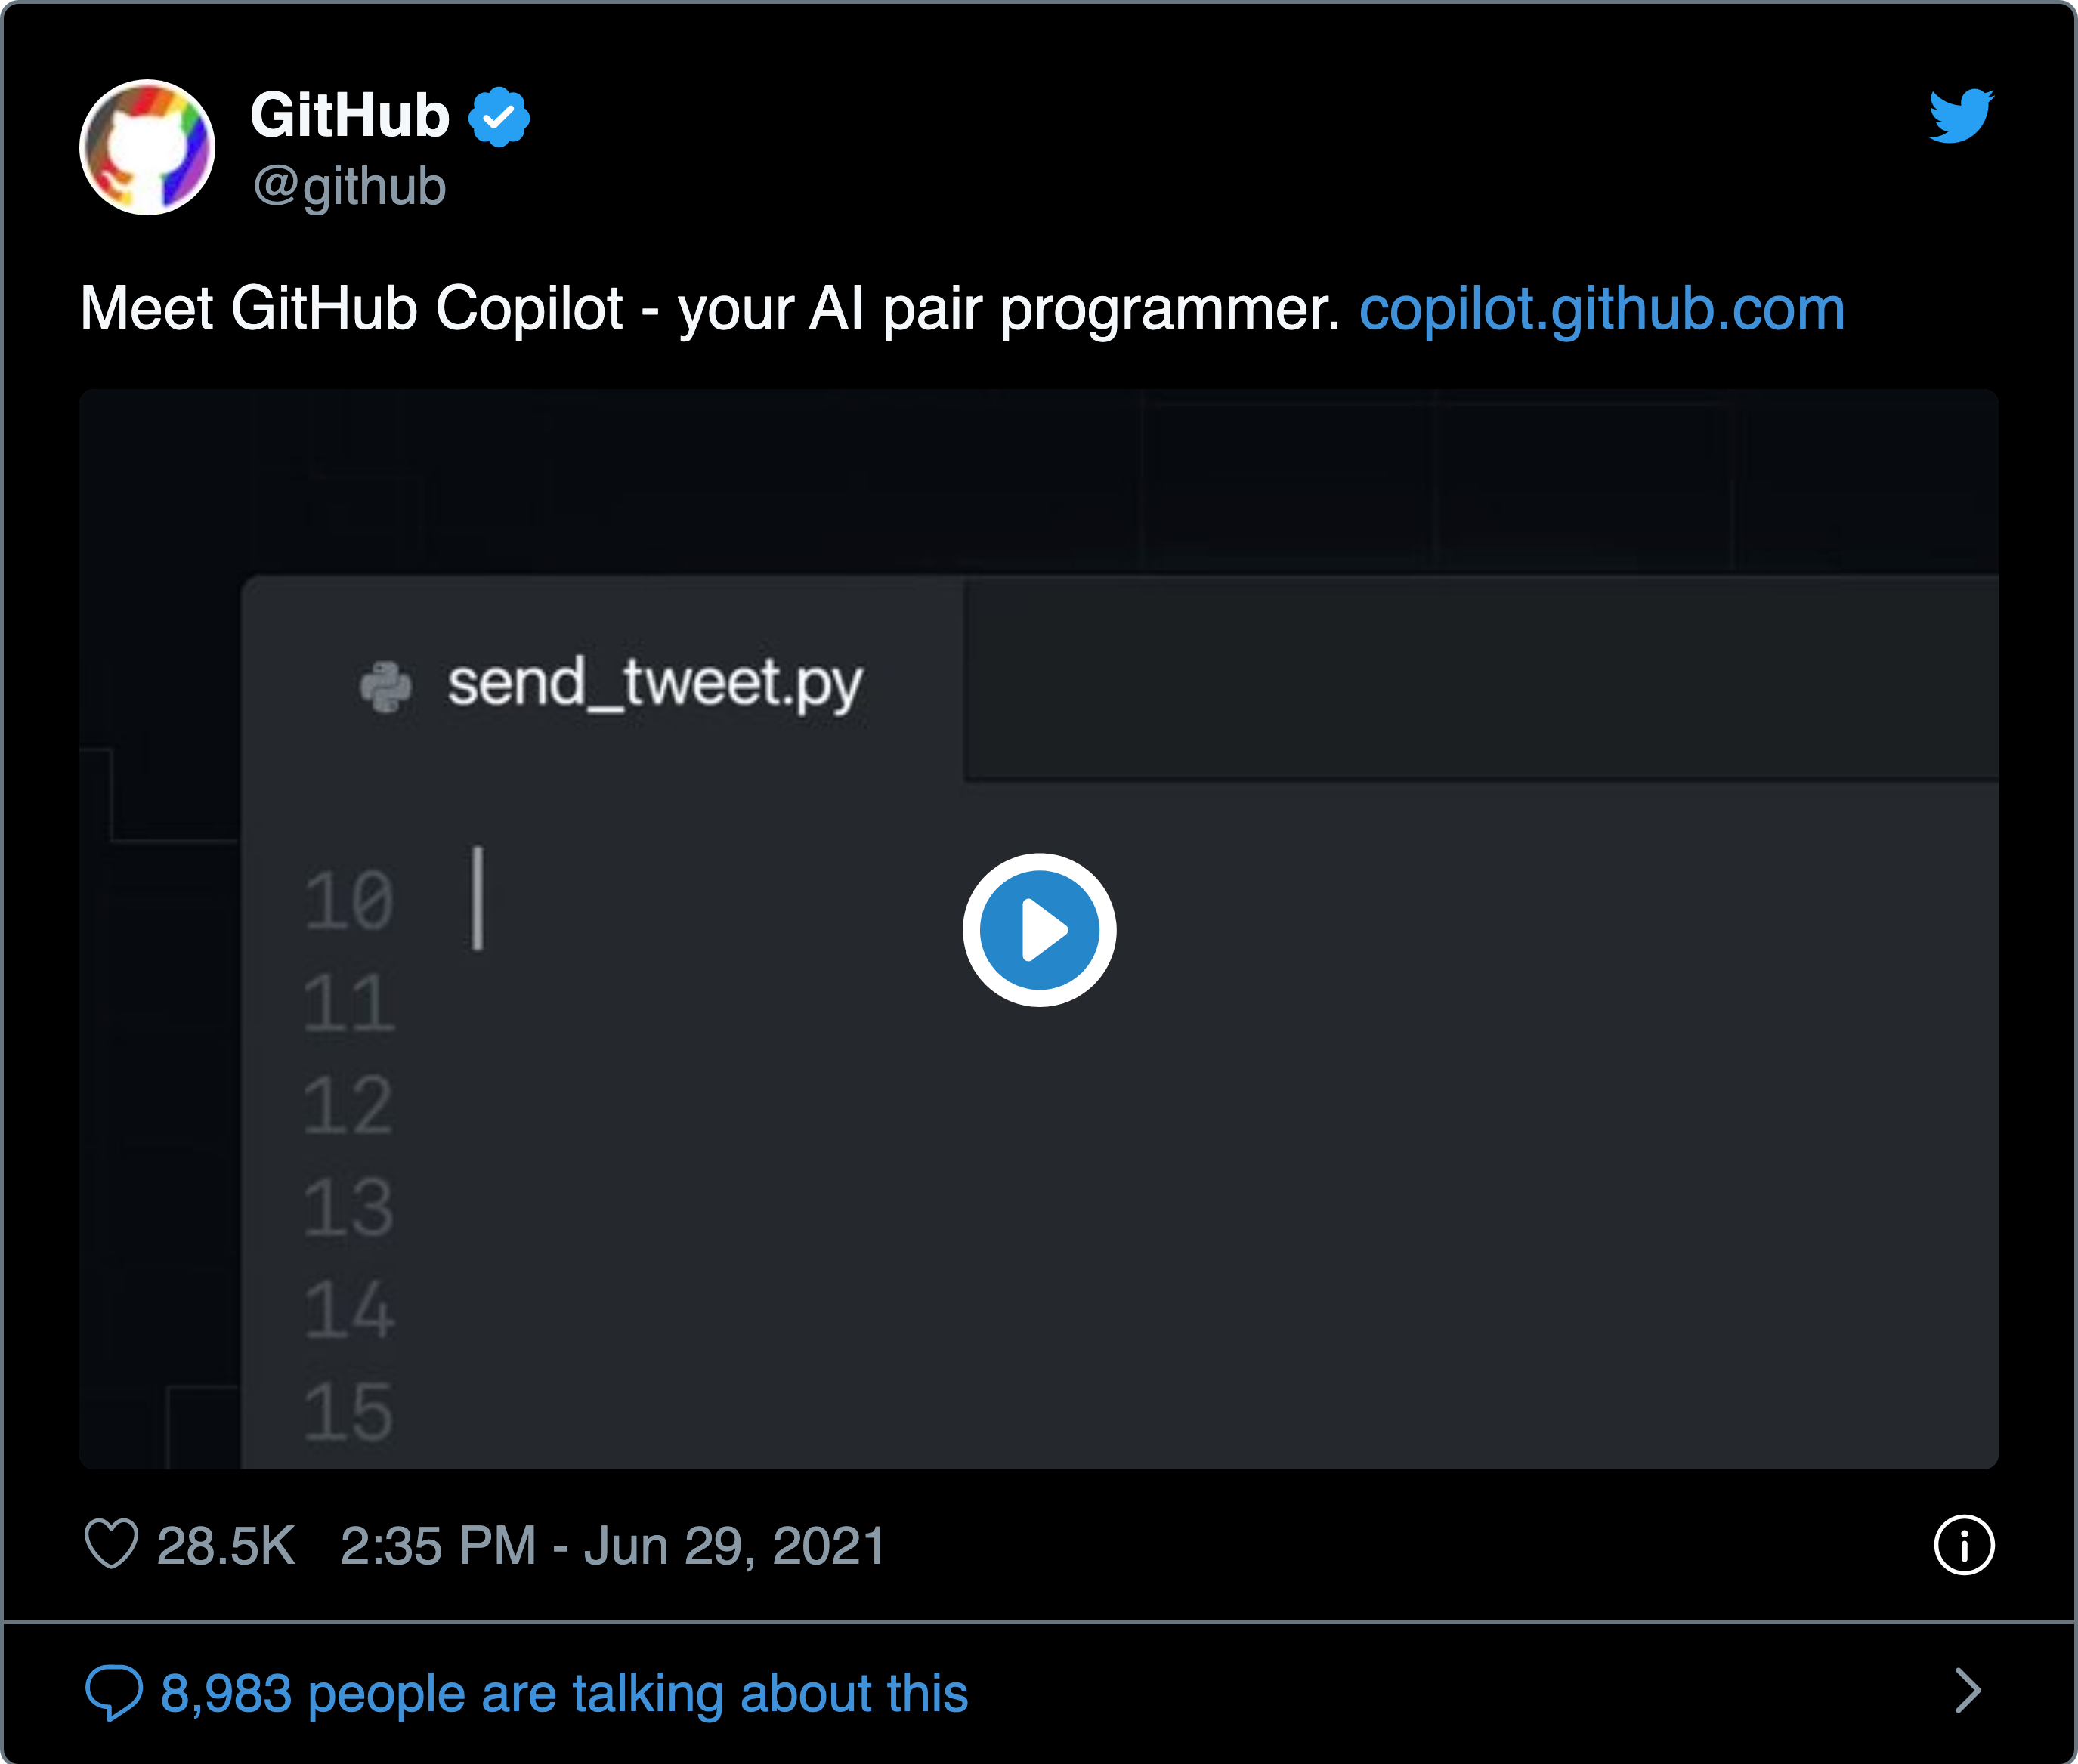 GitHub
@github
Meet GitHub Copilot - your AI pair programmer. copilot.github.com
send_tweet.py
10
11
12
13
14
15
28.5K 2:35 PM - Jun 29, 2021
8,983 people are talking about this